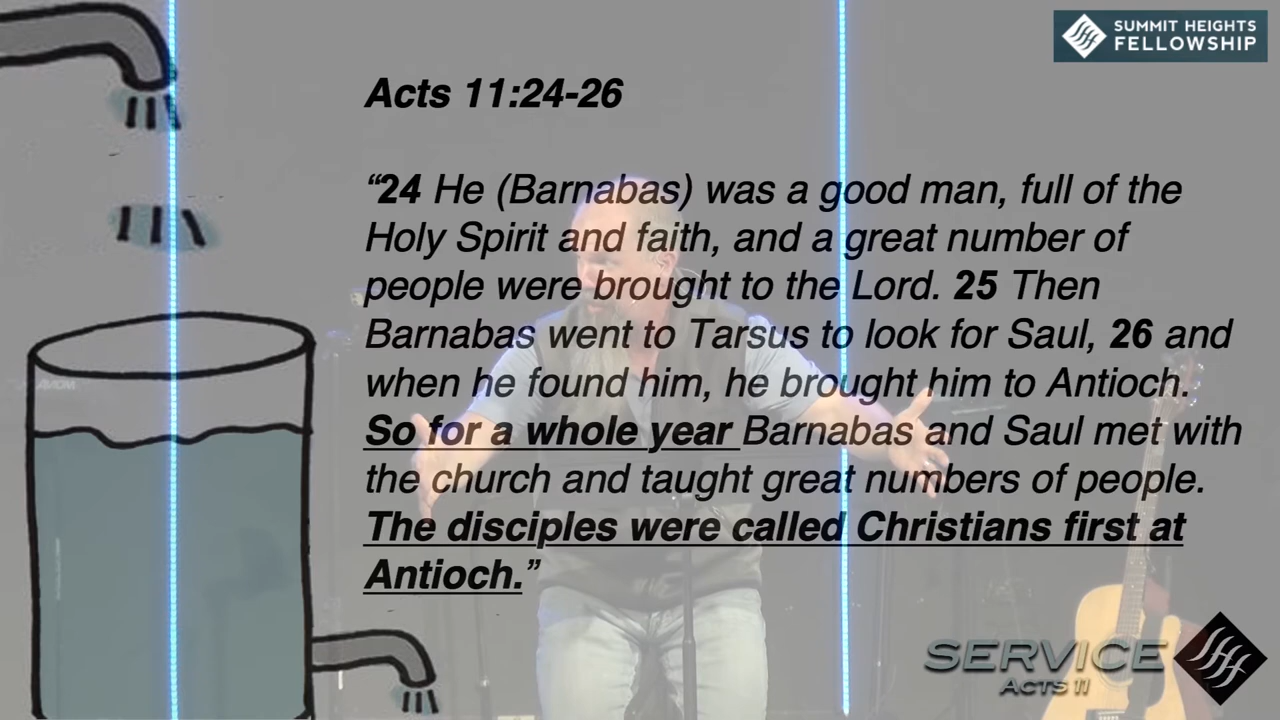 SUMMIT HEIGHTS
FELLOWSHIP
Acts 11:24-26
“24 He (Barnabas) was a good man, full of the
Holy Spirit and faith, and a great number of
people were brought to the Lord. 25 Then
Barnabas went to Tarsus to look for Saul, 26 and
when he found him, he brought him to Antioch.
So for a whole year Barnabas and Saul met with
the church and taught great numbers of people.
The disciples were called Christians first at
Antioch.”
SERVICE
ACTS 11